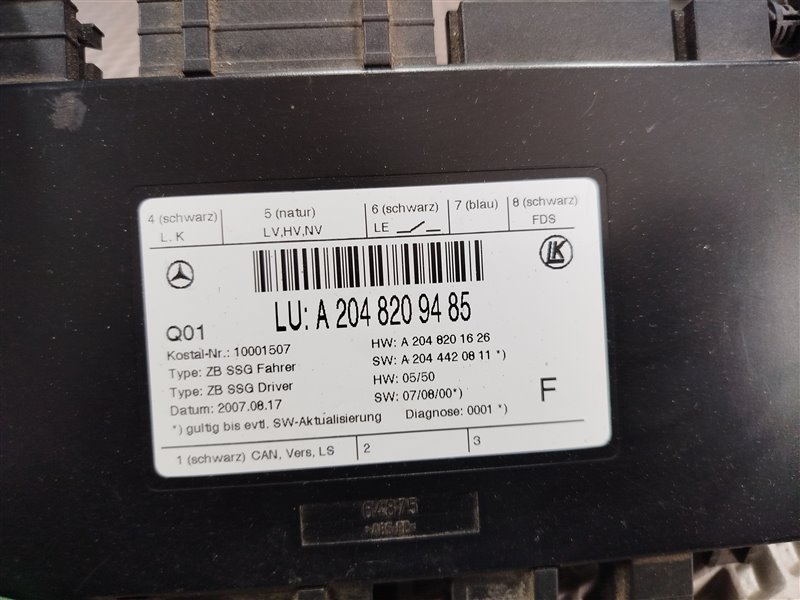 4 (schwarz)
L. K
5 (natur)
LV,HV,NV
6 (schwarz)
LE
7 (blau)
8 (schwarz)
FDS
LK
LU: A 204 820 94 85
Q01
Kostal-Nr.: 10001507
Type: ZB SSG Fahrer
Type: ZB SSG Driver
Datum: 2007.08.17
*) gultig bis evtl. SW-Aktualisierung
HW: A 204 820 16 26
SW: A 204 442 08 11 *)
HW: 05/50
SW: 07/08/00*)
Diagnose: 0001 *)
F
1 (schwarz) CAN, Vers, LS
2
3
64875